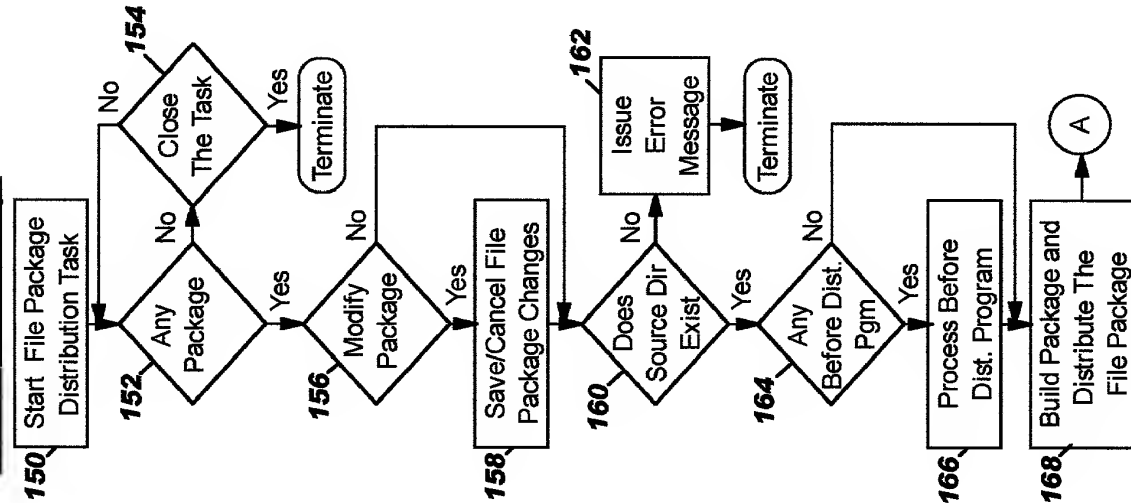 150
Start File Package
Distribution Task
152
Any
Package
No
Yes
154
Close
The Task
No
Yes
Terminate
156
Modify
Package
No
Yes
158
Save/Cancel File
Package Changes
160
Does
Source Dir
Exist
No
Yes
162
Issue
Error
Message
Terminate
164
Any
Before Dist.
Pgm
No
Yes
166
Process Before
Dist. Program
168
Build Package and
Distribute The
File Package
A